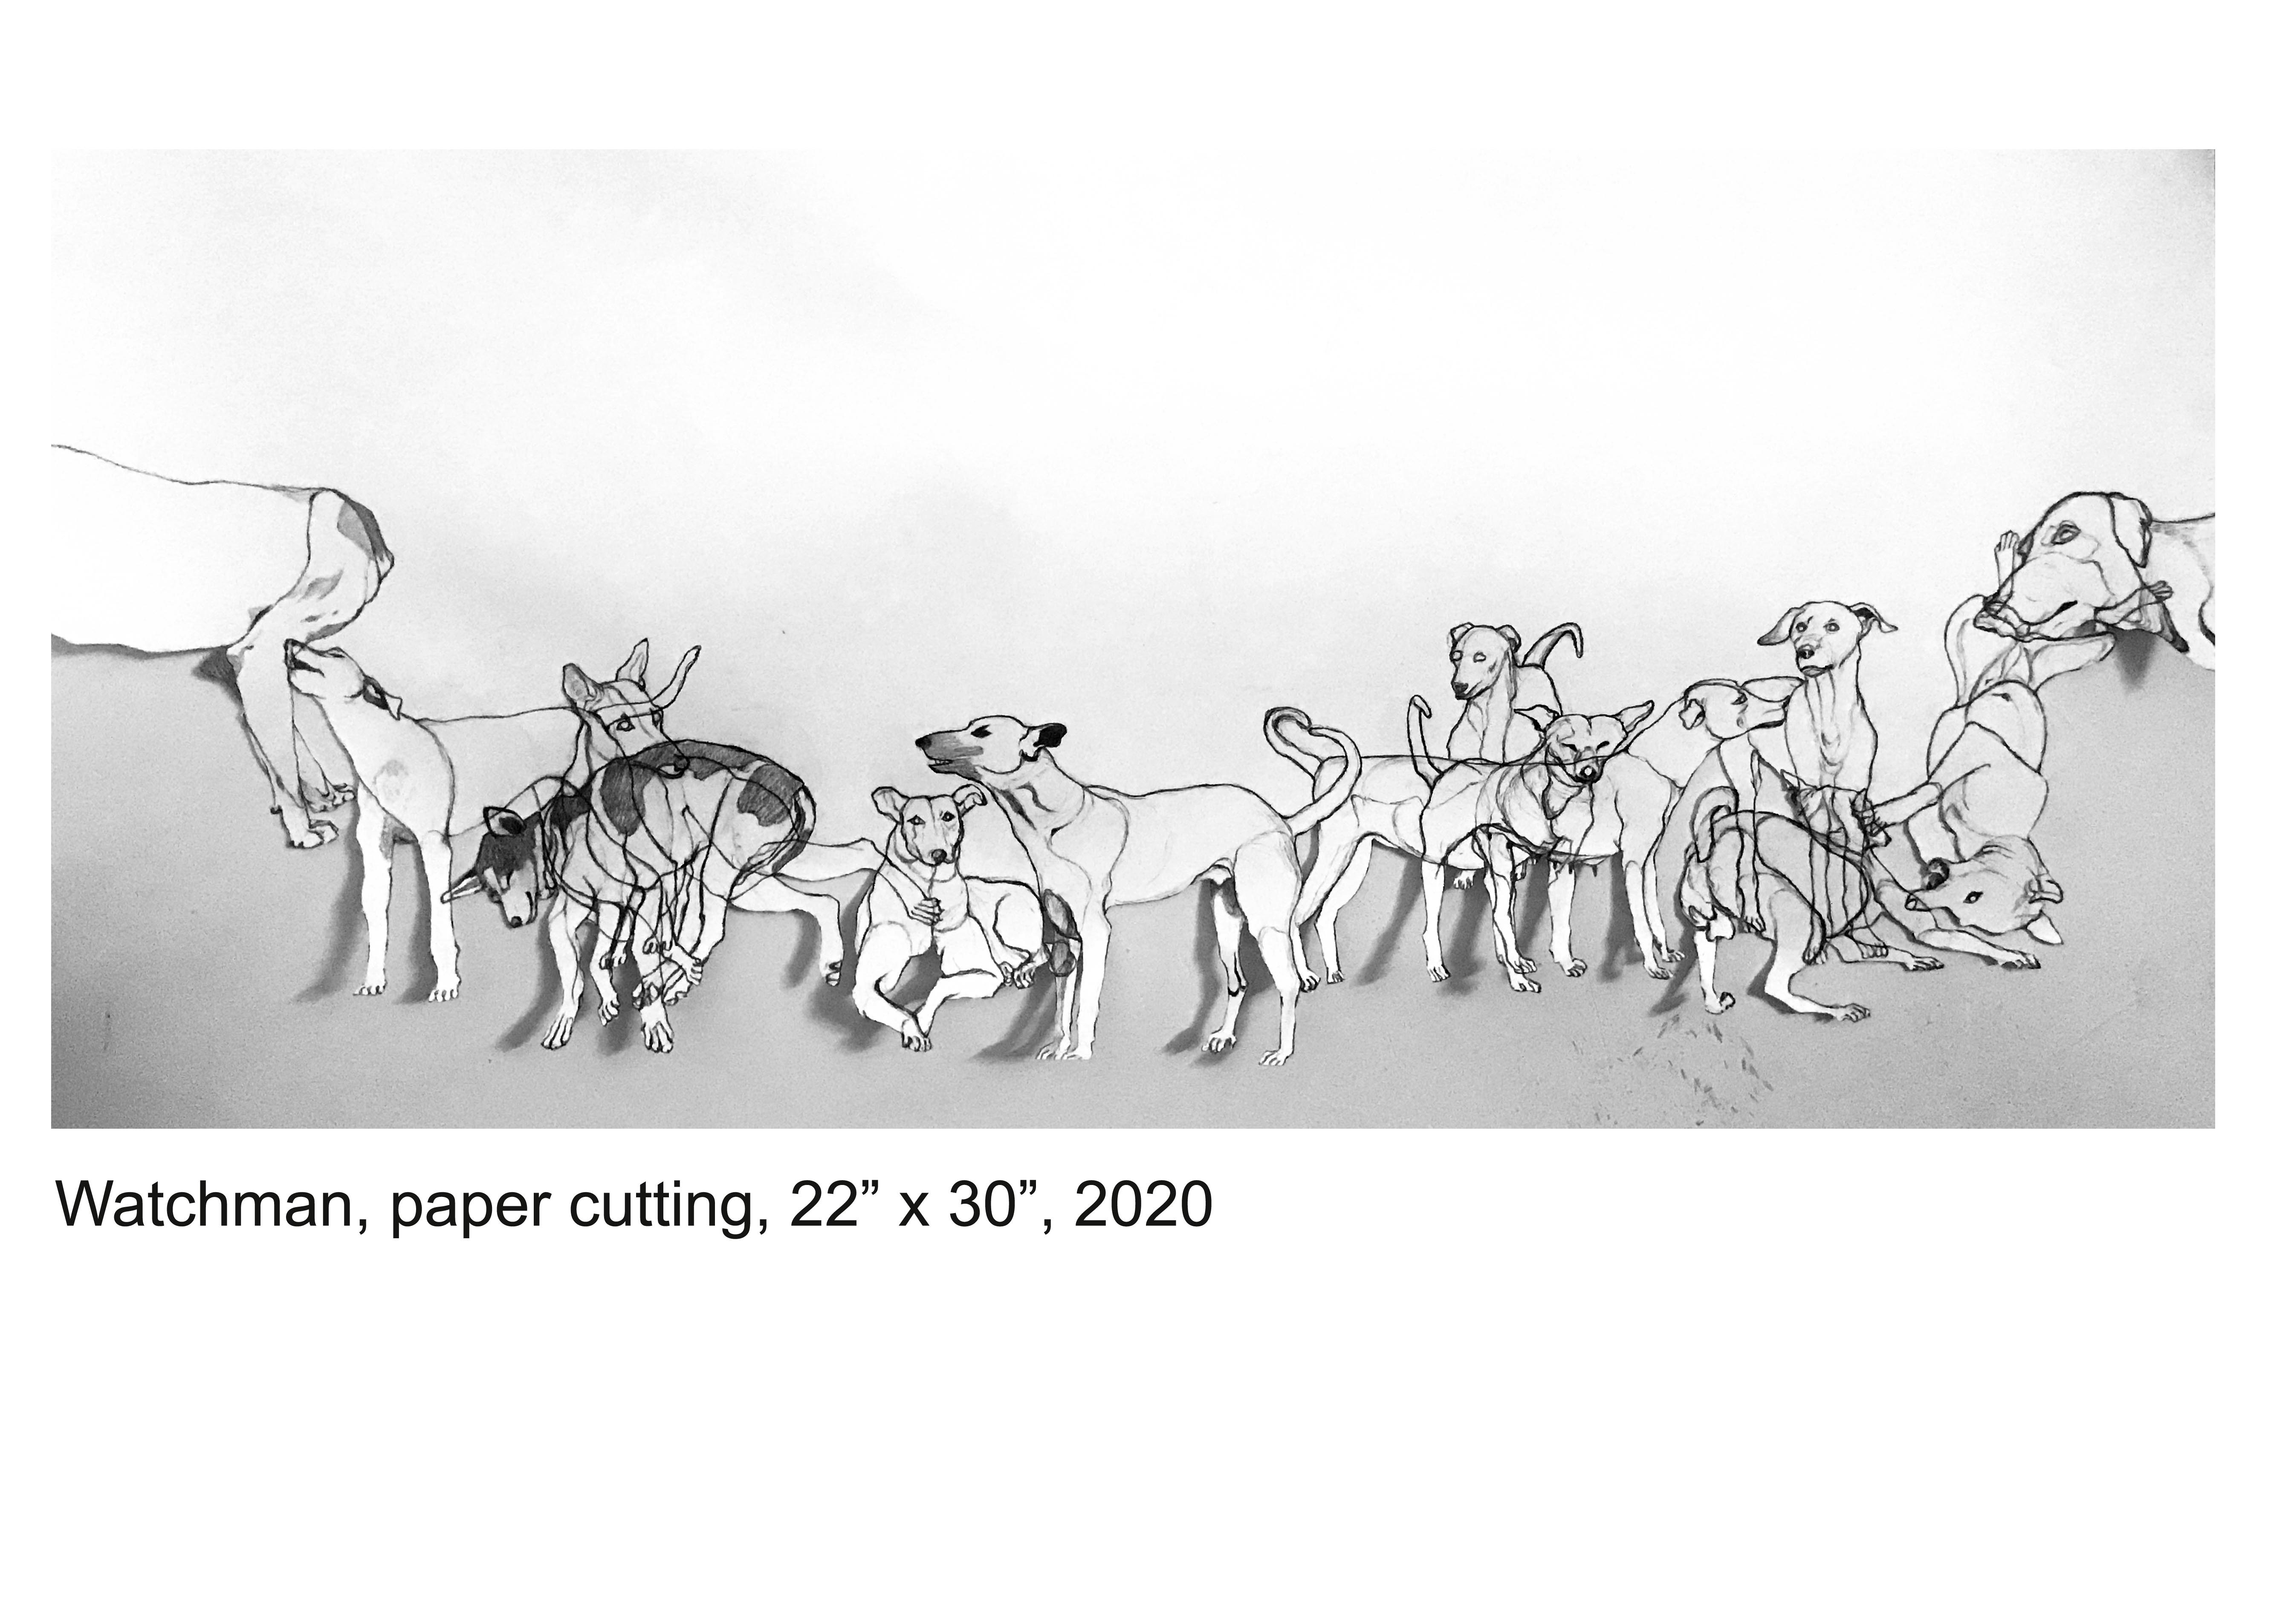 Watchman, paper cutting, 22” x 30”, 2020